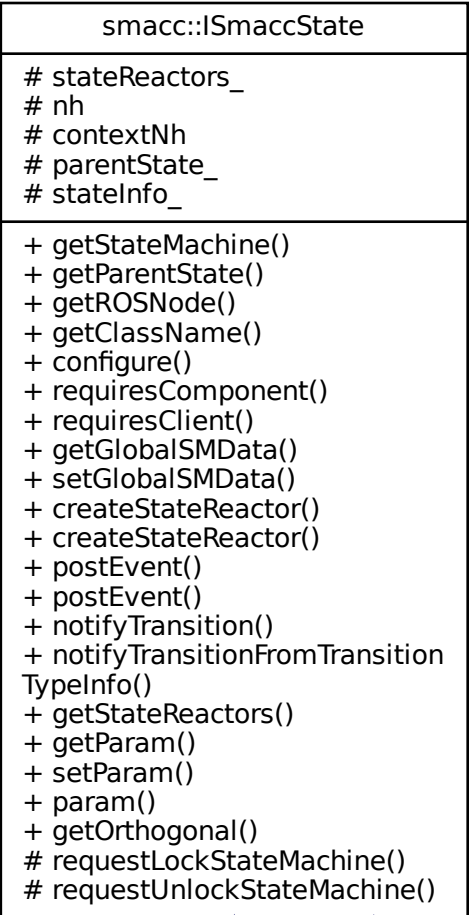 smacc::ISmaccState
# stateReactors_
# nh
# contextNh
# parentState_
# stateInfo_
+ getStateMachine()
+ getParentState()
+ getROSNode()
+ getClassName()
+ configure()
+ requiresComponent()
+ requiresClient()
+ getGlobalSMData()
+ setGlobalSMData()
+ createStateReactor()
+ createStateReactor()
+ postEvent()
+ postEvent()
+ notifyTransition()
+ notifyTransitionFromTransition
TypeInfo()
+ getStateReactors()
+ getParam()
+ setParam()
+ param()
+ getOrthogonal()
# requestLockStateMachine()
# requestUnlockStateMachine()